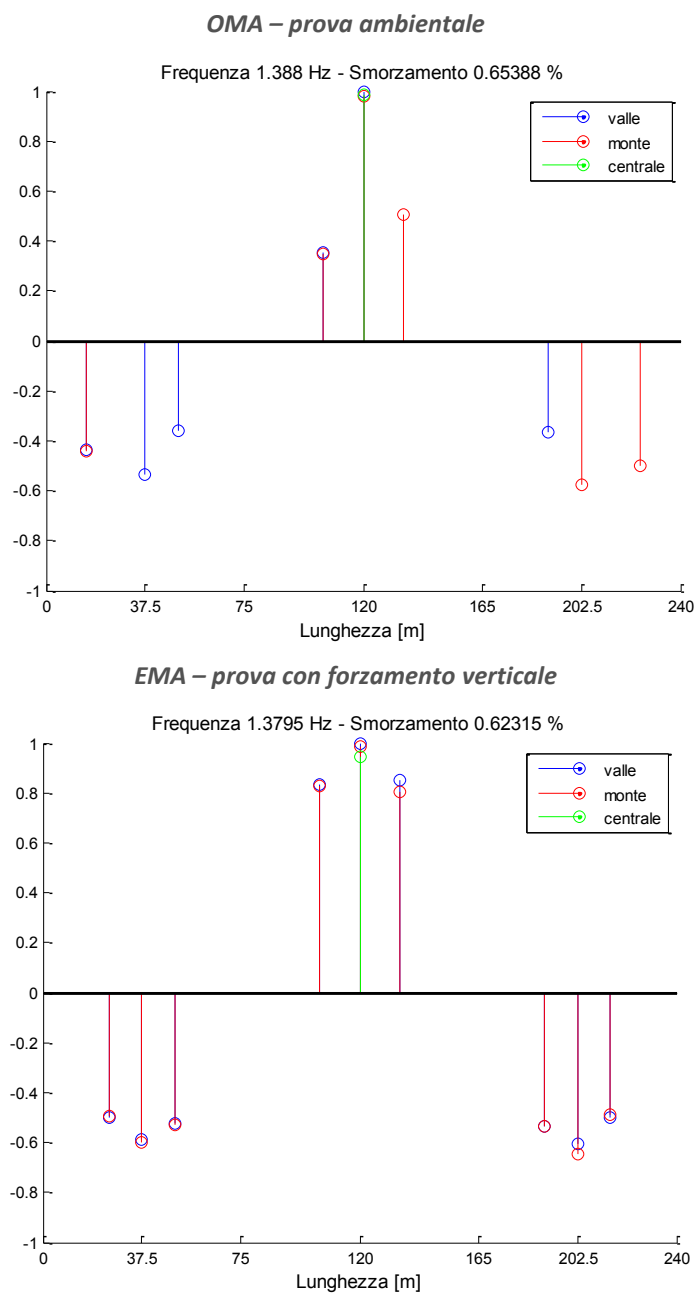 OMA – prova ambientale
Frequenza 1.388 Hz - Smorzamento 0.65388 %
valle
monte
centrale
1
0.8
0.6
0.4
0.2
0
-0.2
-0.4
-0.6
-0.8
-1
0 37.5 75 120 165 202.5 240
Lunghezza [m]
EMA – prova con forzamento verticale
Frequenza 1.3795 Hz - Smorzamento 0.62315 %
valle
monte
centrale
1
0.8
0.6
0.4
0.2
0
-0.2
-0.4
-0.6
-0.8
-1
0 37.5 75 120 165 202.5 240
Lunghezza [m]